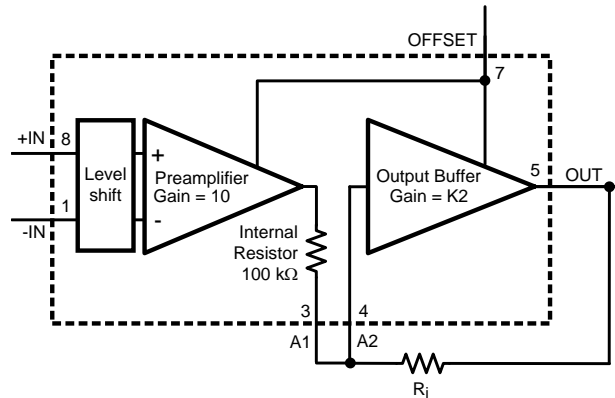 OFFSET
7
+IN
8
Level
shift
+
-
Preamplifier
Gain = 10
Output Buffer
Gain = K2
5
OUT
1
-IN
Internal
Resistor
100 kΩ
3
4
A1
A2
Ri